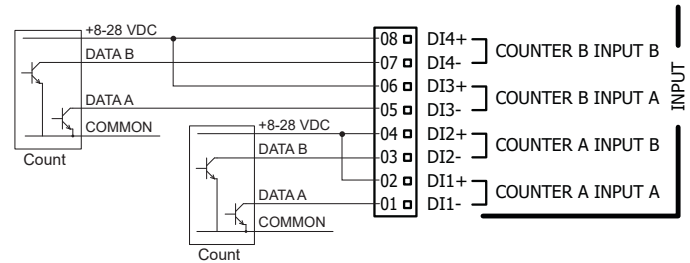 +8-28 VDC
08 DI4+
COUNTER B INPUT B
DATA B
07 DI4-
06 DI3+
COUNTER B INPUT A
DATA A
05 DI3-
COMMON
Count
INPUT
+8-28 VDC
04 DI2+
COUNTER A INPUT B
DATA B
03 DI2-
02 DI1+
COUNTER A INPUT A
DATA A
01 DI1-
COMMON
Count